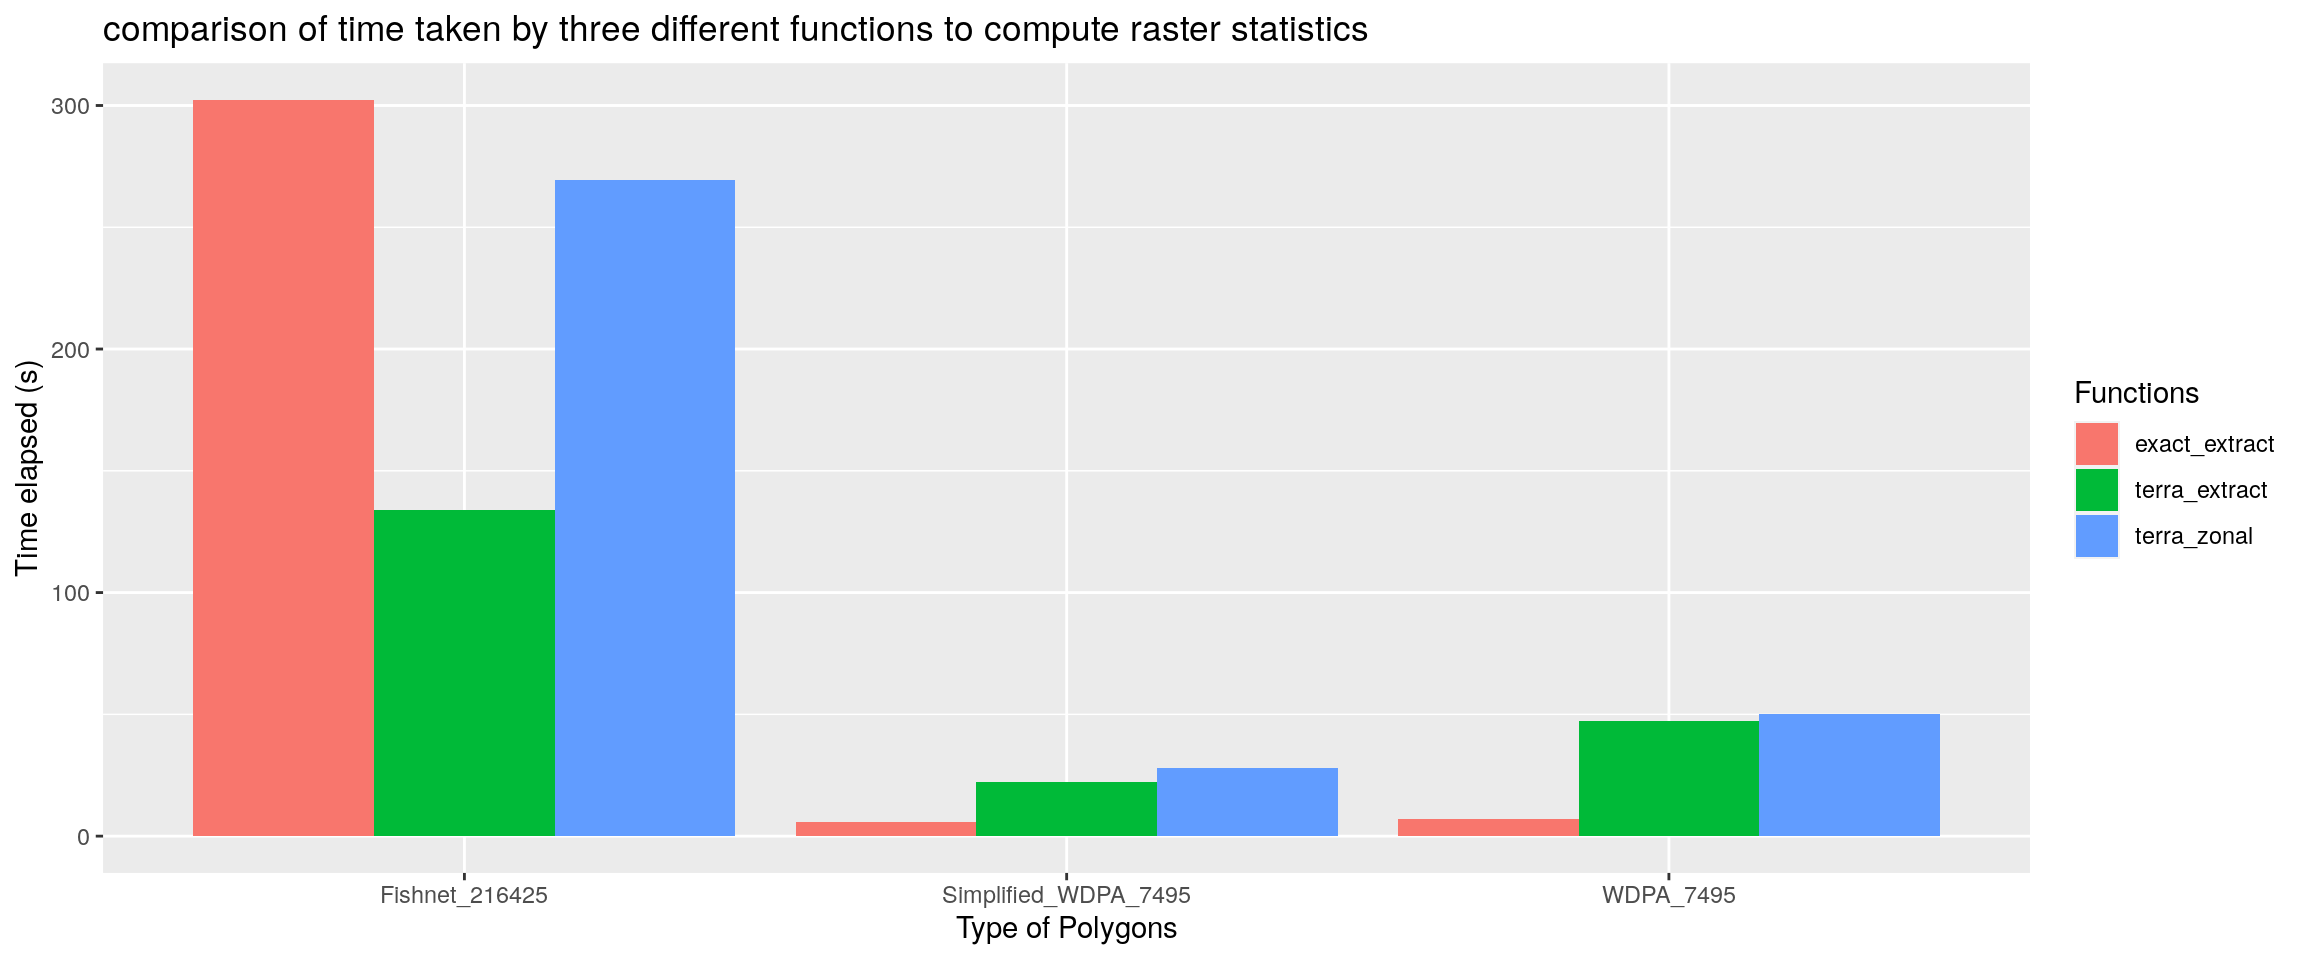 comparison of time taken by three different functions to compute raster statistics
300
200
100
0
Time elapsed (s)
Fishnet_216425
Simplified_WDPA_7495
WDPA_7495
Type of Polygons
Functions
exact_extract
terra_extract
terra_zonal